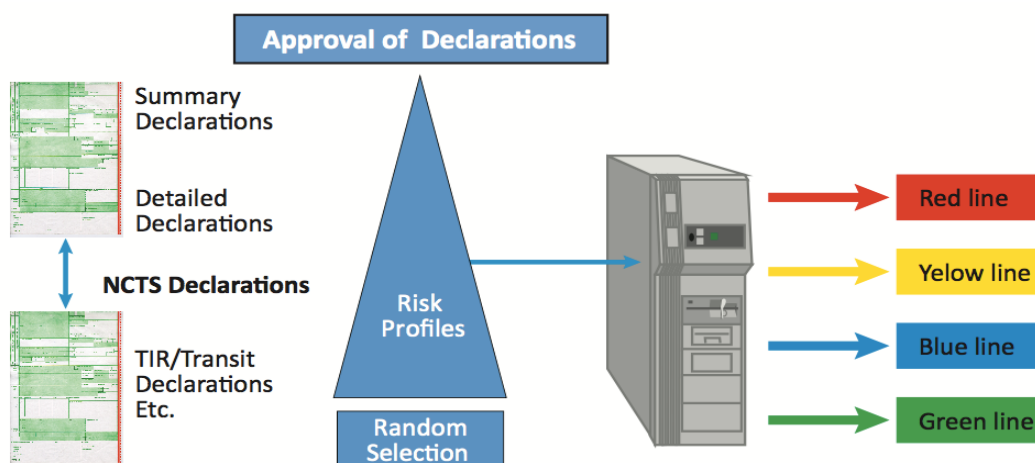 Approval of Declarations
Summary
Declarations
Detailed
Declarations
NCTS Declarations
TIR/Transit
Declarations
Etc.
Risk
Profiles
Random
Selection
Red line
Yelow line
Blue line
Green line